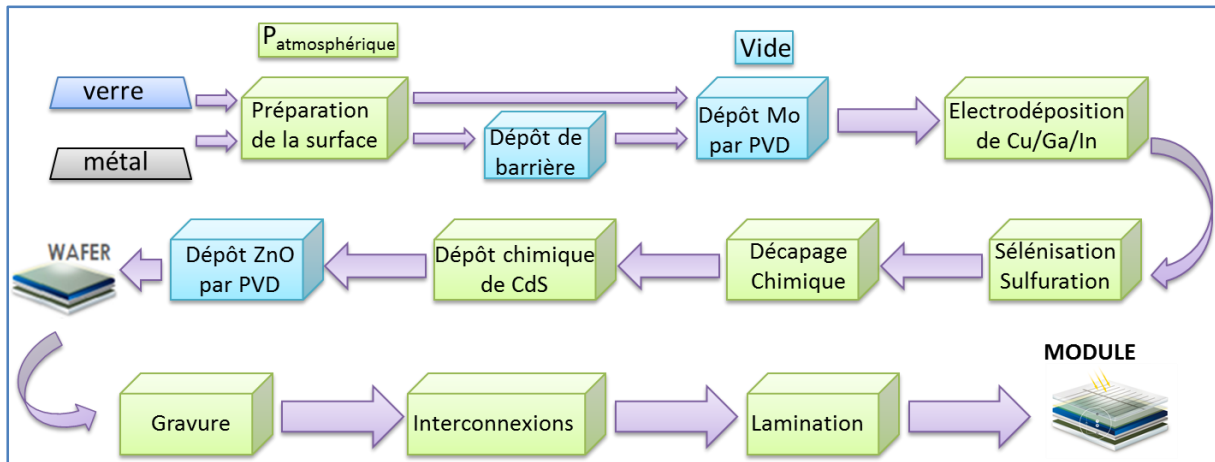 Patmosphérique
Vide
verre
métal
Préparation
de la surface
Dépôt de
barrière
Dépôt Mo
par PVD
Electrodéposition
de Cu/Ga/In
WAFER
Dépôt ZnO
par PVD
Dépôt chimique
de CdS
Décapage
Chimique
Sélénisation
Sulfuration
Gravure
Interconnexions
Lamination
MODULE